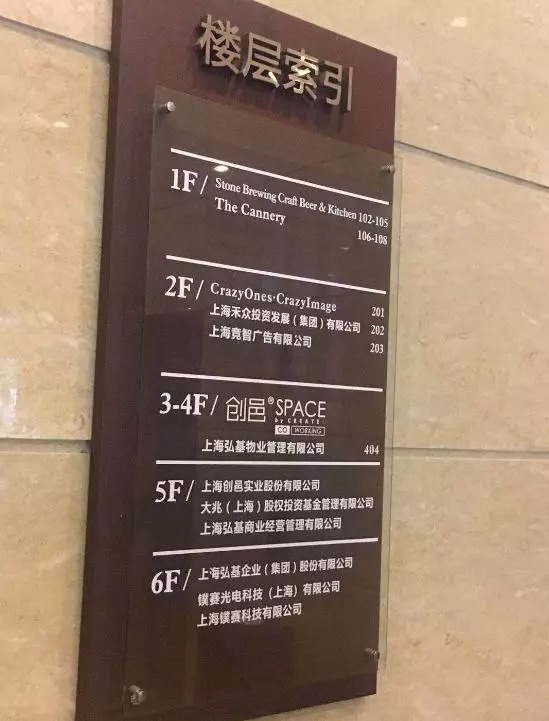 楼层索引
1F/ Stone Brewing Craft Beer & Kitchen 102-105
The Cannery 106-108
2F/ CrazyOnes·CrazyImage 201
上海禾众投资发展（集团）有限公司 202
上海竞智广告有限公司 203
3-4F/ 创邑® SPACE
by CREATE
CO WORKING
上海弘基物业管理有限公司 404
5F/ 上海创邑实业股份有限公司
大兆（上海）股权投资基金管理有限公司
上海弘基商业经营管理有限公司
6F/ 上海弘基企业（集团）股份有限公司
镤赛光电科技（上海）有限公司
上海镤赛科技有限公司